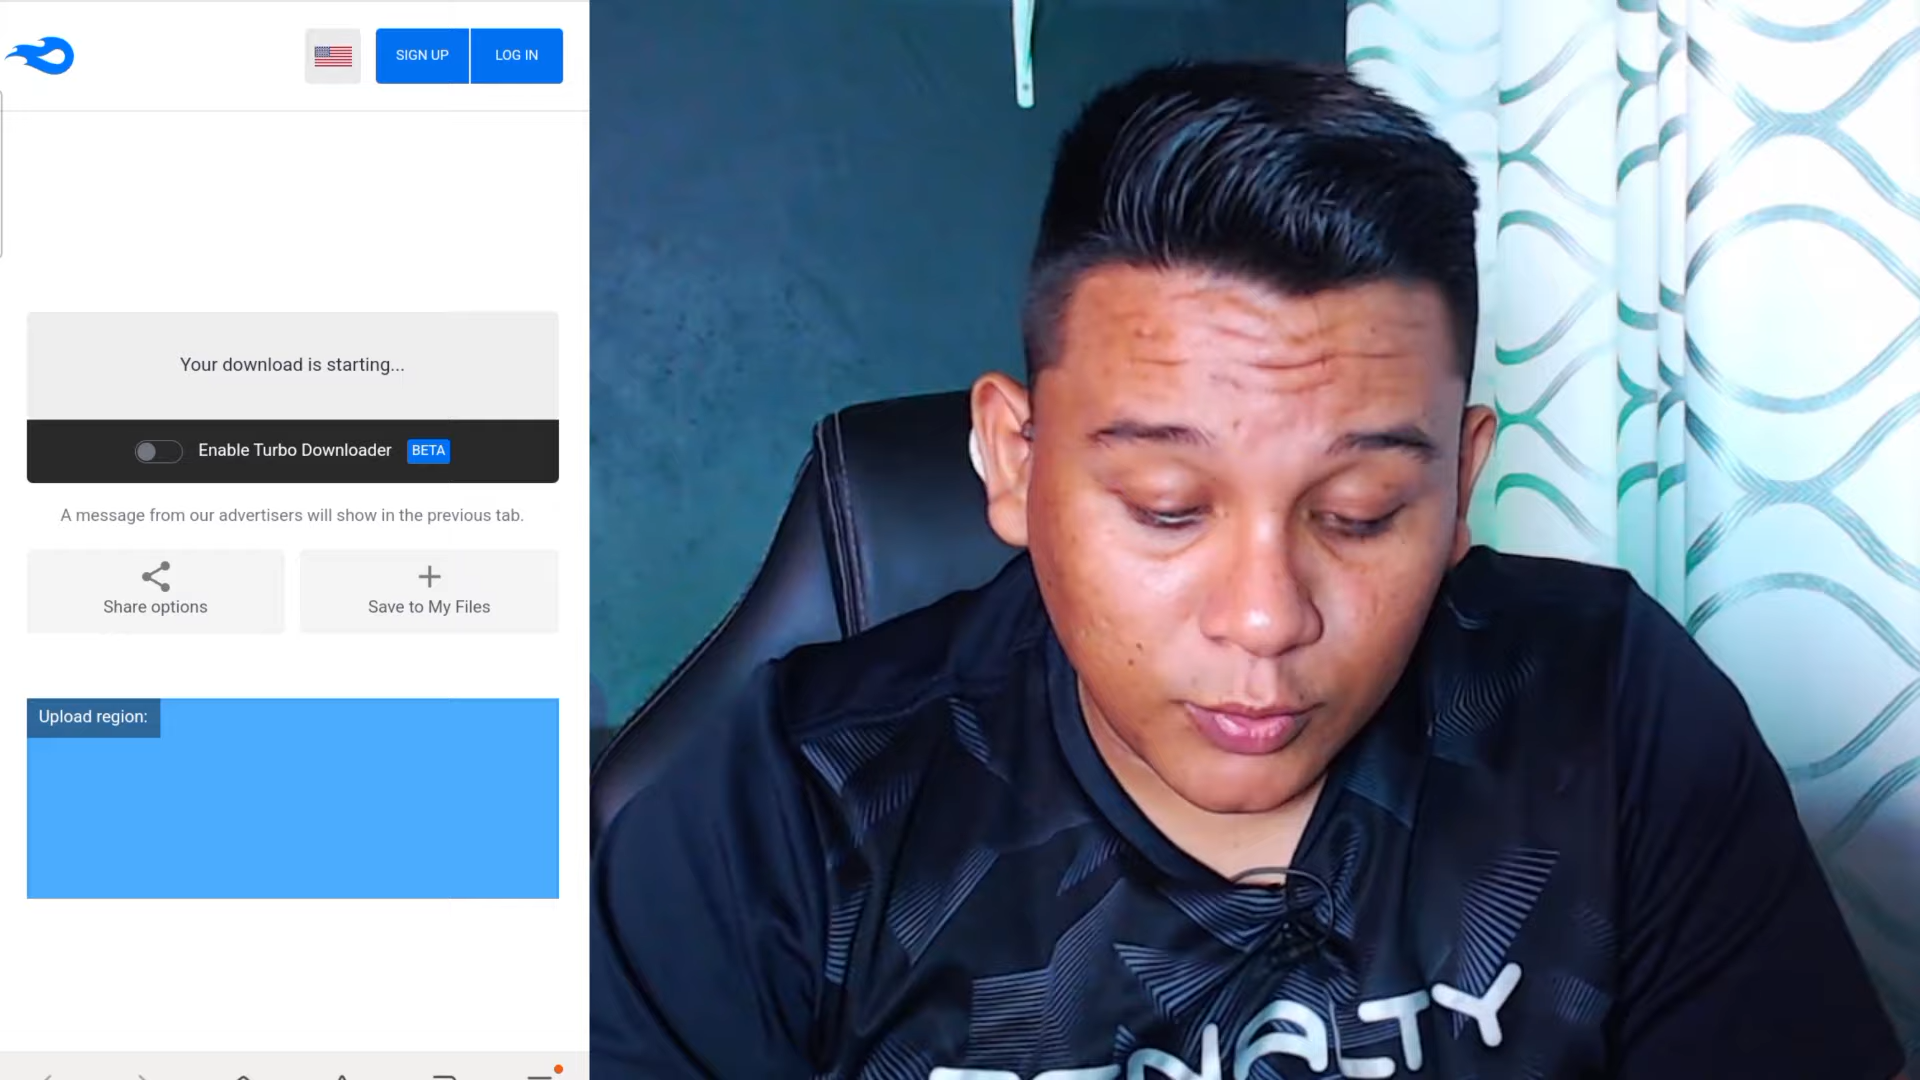 SIGN UP
LOG IN
Your download is starting...
Enable Turbo Downloader
BETA
A message from our advertisers will show in the previous tab.
Share options
Save to My Files
Upload region:
PENALTY